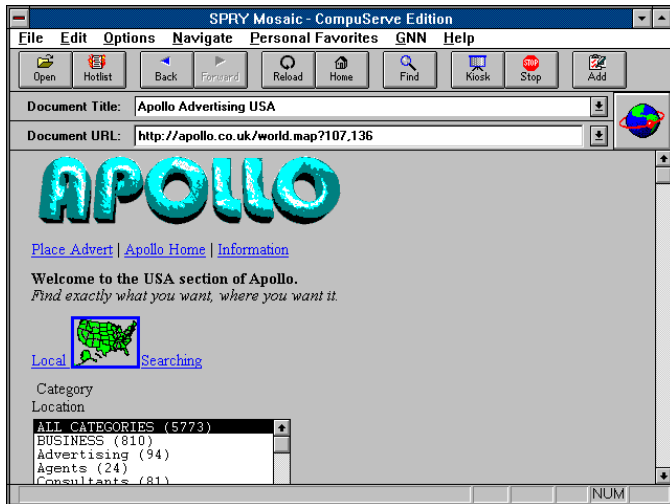 SPRY Mosaic - CompuServe Edition
File Edit Options Navigate Personal Favorites GNN Help
Open Hotlist Back Forward Reload Home Find Kiosk STOP Stop Add
Document Title: Apollo Advertising USA
Document URL: http://apollo.co.uk/world.map?107,136
APOLLO
Place Advert | Apollo Home | Information
Welcome to the USA section of Apollo.
Find exactly what you want, where you want it.
Local Searching
Category
Location
ALL CATEGORIES (5773)
BUSINESS (810)
Advertising (94)
Agents (24)
Consultants (81)
NUM